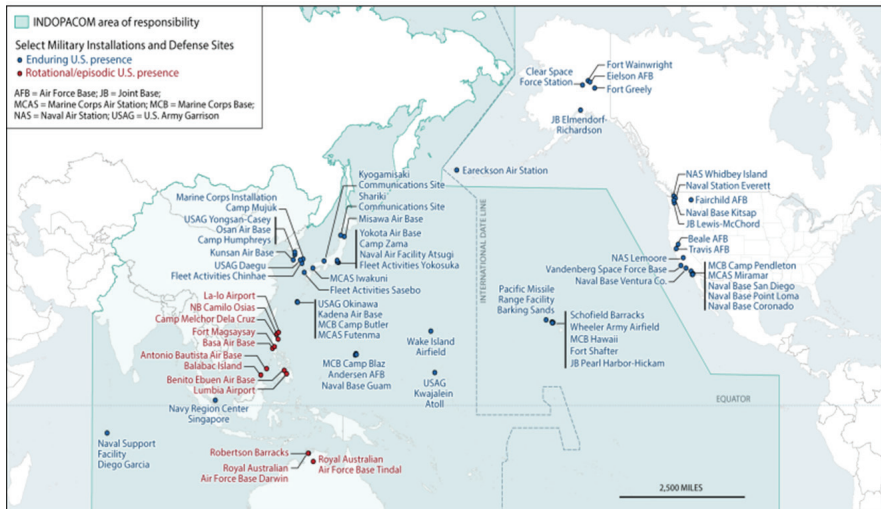 INDOPACOM area of responsibility
Select Military Installations and Defense Sites
Enduring U.S. presence
Rotational/episodic U.S. presence
AFB = Air Force Base; JB = Joint Base;
MCAS = Marine Corps Air Station; MCB = Marine Corps Base;
NAS = Naval Air Station; USAG = U.S. Army Garrison
Clear Space
Force Station
Fort Wainwright
Eielson AFB
Fort Greely
JB Elmendorf-
Richardson
Eareckson Air Station
NAS Whidbey Island
Naval Station Everett
Fairchild AFB
Naval Base Kitsap
JB Lewis-McChord
Beale AFB
Travis AFB
NAS Lemoore
Vandenberg Space Force Base
Naval Base Ventura Co.
MCB Camp Pendleton
MCAS Miramar
Naval Base San Diego
Naval Base Point Loma
Naval Base Coronado
Kyogamisaki
Communications Site
Shariki
Communications Site
Misawa Air Base
Yokota Air Base
Camp Zama
Naval Air Facility Atsugi
Fleet Activities Yokosuka
MCAS Iwakuni
Fleet Activities Sasebo
Marine Corps Installation
Camp Mujuk
USAG Yongsan-Casey
Osan Air Base
Camp Humphreys
Kunsan Air Base
USAG Daegu
Fleet Activities Chinhae
USAG Okinawa
Kadena Air Base
MCB Camp Butler
MCAS Futenma
La-lo Airport
NB Camilo Osias
Camp Melchor Dela Cruz
Fort Magsaysay
Basa Air Base
Antonio Bautista Air Base
Balabac Island
Benito Ebuen Air Base
Lumbia Airport
MCB Camp Blaz
Andersen AFB
Naval Base Guam
Wake Island
Airfield
USAG
Kwajalein
Atoll
INTERNATIONAL DATE LINE
Pacific Missile
Range Facility
Barking Sands
Schofield Barracks
Wheeler Army Airfield
MCB Hawaii
Fort Shafter
JB Pearl Harbor-Hickam
Navy Region Center
Singapore
Naval Support
Facility
Diego Garcia
Robertson Barracks
Royal Australian
Air Force Base Darwin
Royal Australian
Air Force Base Tindal
EQUATOR
2,500 MILES